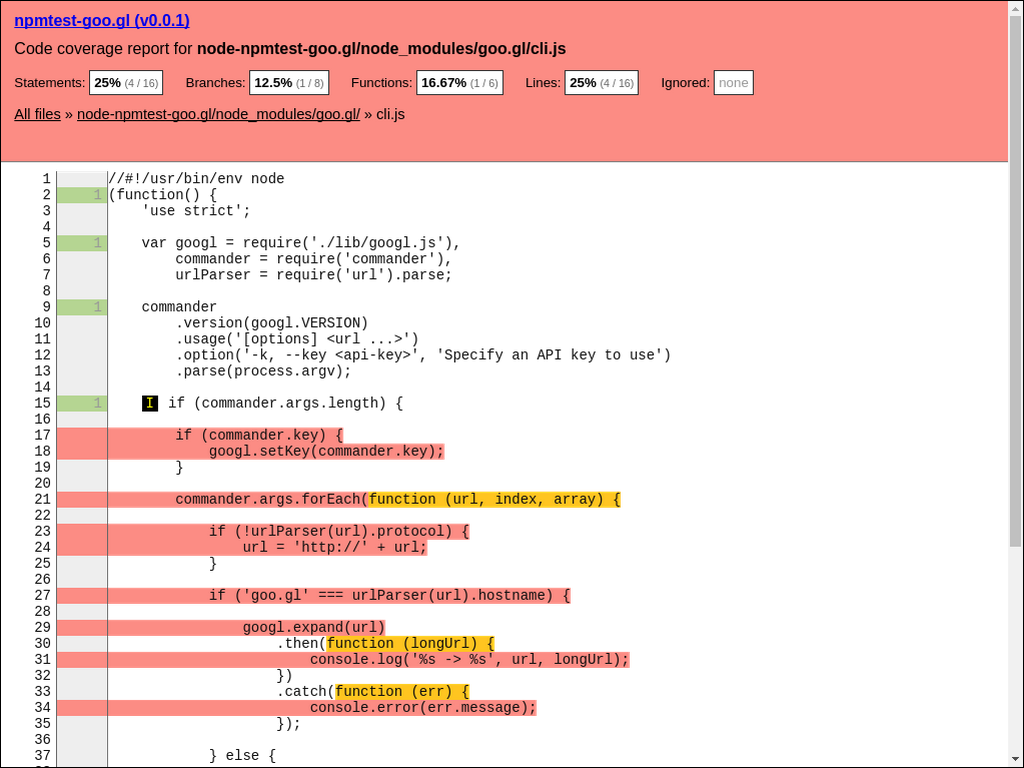 npmtest-goo.gl (v0.0.1)
Code coverage report for node-npmtest-goo.gl/node_modules/goo.gl/cli.js
Statements: 25% (4 / 16) Branches: 12.5% (1 / 8) Functions: 16.67% (1 / 6) Lines: 25% (4 / 16) Ignored: none
All files » node-npmtest-goo.gl/node_modules/goo.gl/ » cli.js
1 //#!/usr/bin/env node
2 1 (function() {
3 'use strict';
4
5 1 var googl = require('./lib/googl.js'),
6 commander = require('commander'),
7 urlParser = require('url').parse;
8
9 1 commander
10 .version(googl.VERSION)
11 .usage('[options] <url ...>')
12 .option('-k, --key <api-key>', 'Specify an API key to use')
13 .parse(process.argv);
14
15 1 I if (commander.args.length) {
16
17 if (commander.key) {
18 googl.setKey(commander.key);
19 }
20
21 commander.args.forEach(function (url, index, array) {
22
23 if (!urlParser(url).protocol) {
24 url = 'http://' + url;
25 }
26
27 if ('goo.gl' === urlParser(url).hostname) {
28
29 googl.expand(url)
30 .then(function (longUrl) {
31 console.log('%s -> %s', url, longUrl);
32 })
33 .catch(function (err) {
34 console.error(err.message);
35 });
36
37 } else {